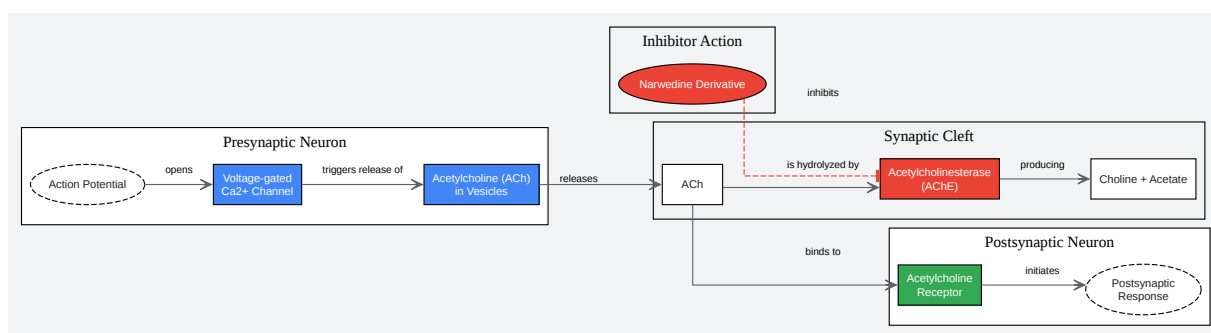 Inhibitor Action
Narwedine Derivative
inhibits
Presynaptic Neuron
Action Potential
opens
Voltage-gated
Ca2+ Channel
triggers release of
Acetylcholine (ACh)
in Vesicles
releases
Synaptic Cleft
ACh
is hydrolyzed by
Acetylcholinesterase
(AChE)
producing
Choline + Acetate
binds to
Postsynaptic Neuron
Acetylcholine
Receptor
initiates
Postsynaptic
Response